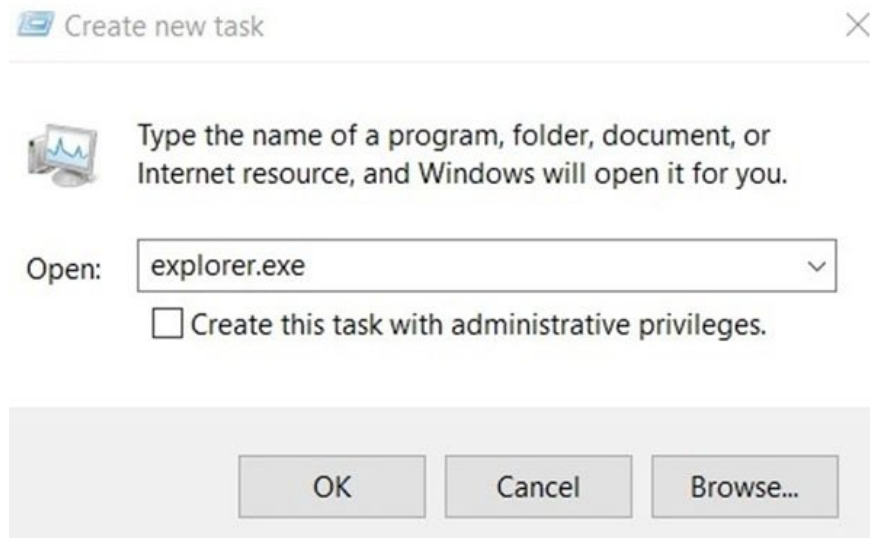 Create new task
Type the name of a program, folder, document, or
Internet resource, and Windows will open it for you.
Open: explorer.exe
Create this task with administrative privileges.
OK Cancel Browse...